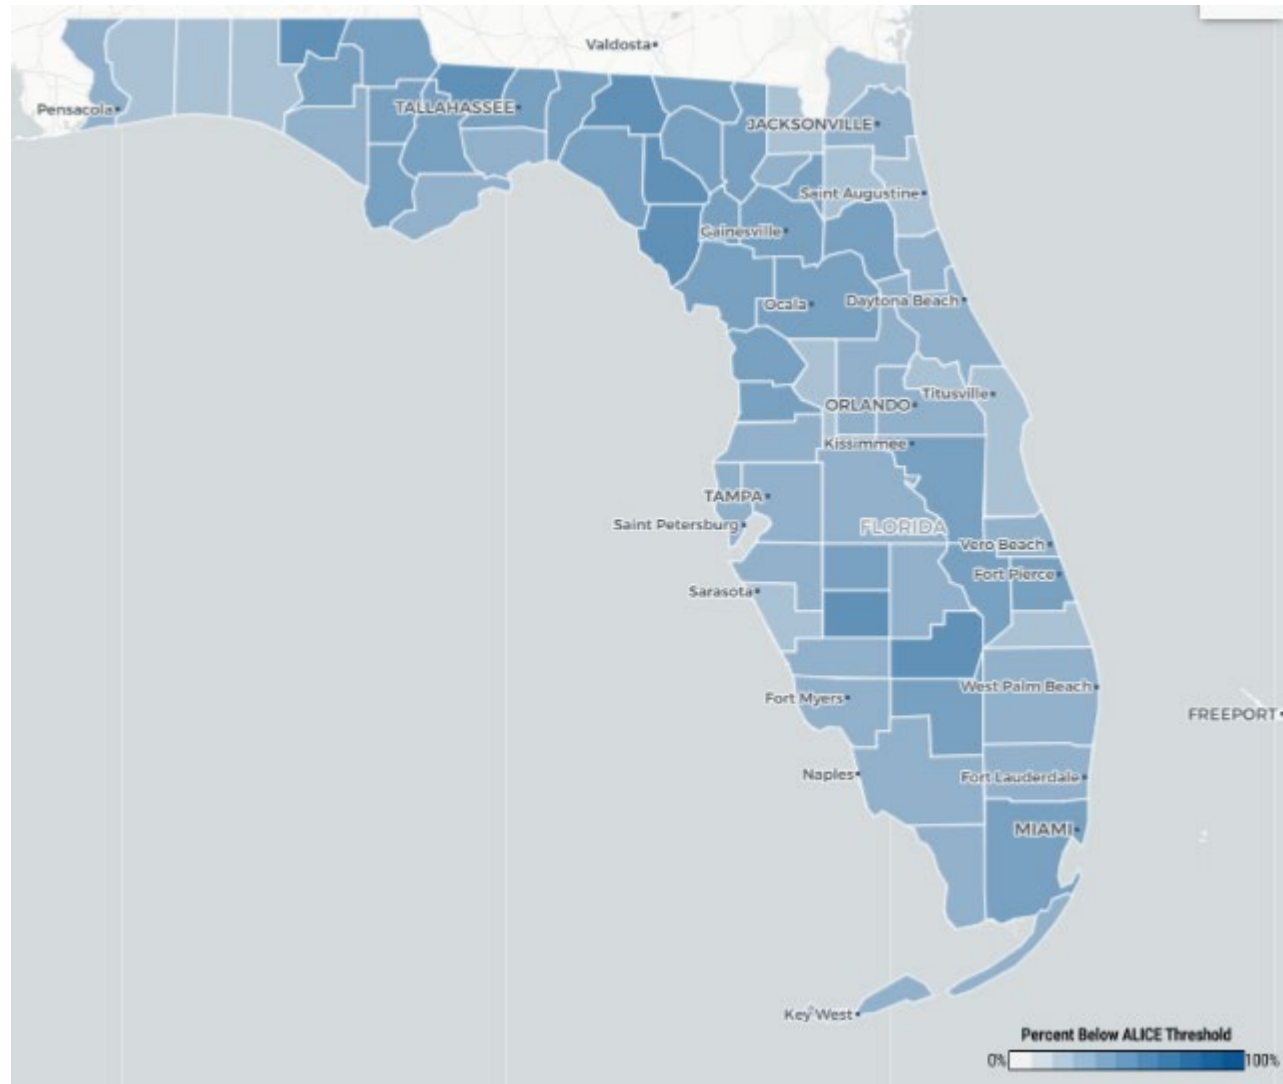 Valdosta
Pensacola
TALLAHASSEE
JACKSONVILLE
Saint Augustine
Gainesville
Ocala
Daytona Beach
Titusville
ORLANDO
Kissimmee
TAMPA
Saint Petersburg
FLORIDA
Vero Beach
Fort Pierce
Sarasota
West Palm Beach
Fort Myers
FREEPORT
Naples
Fort Lauderdale
MIAMI
Key West
Percent Below ALICE Threshold
0% 100%